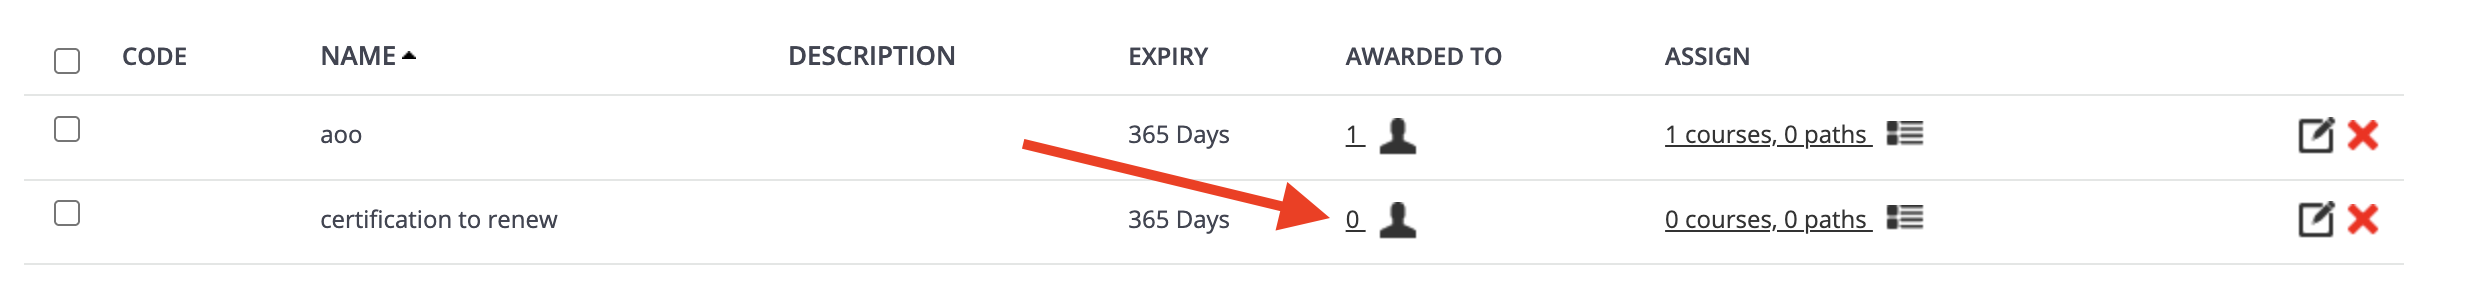 CODE NAME DESCRIPTION EXPIRY AWARDED TO ASSIGN
aoo 365 Days 1 1 courses, 0 paths
certification to renew 365 Days 0 0 courses, 0 paths